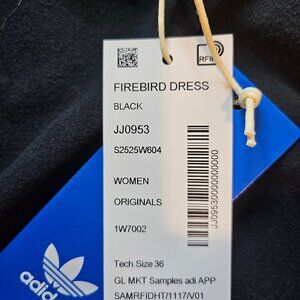 RFID
FIREBIRD DRESS
BLACK
JJ0953
S2525W604
WOMEN
ORIGINALS
1W7002
JJ09530000000000000
Tech.Size 36
GL MKT Samples adi APP
SAMRFIDHT/1117/V01
adidas